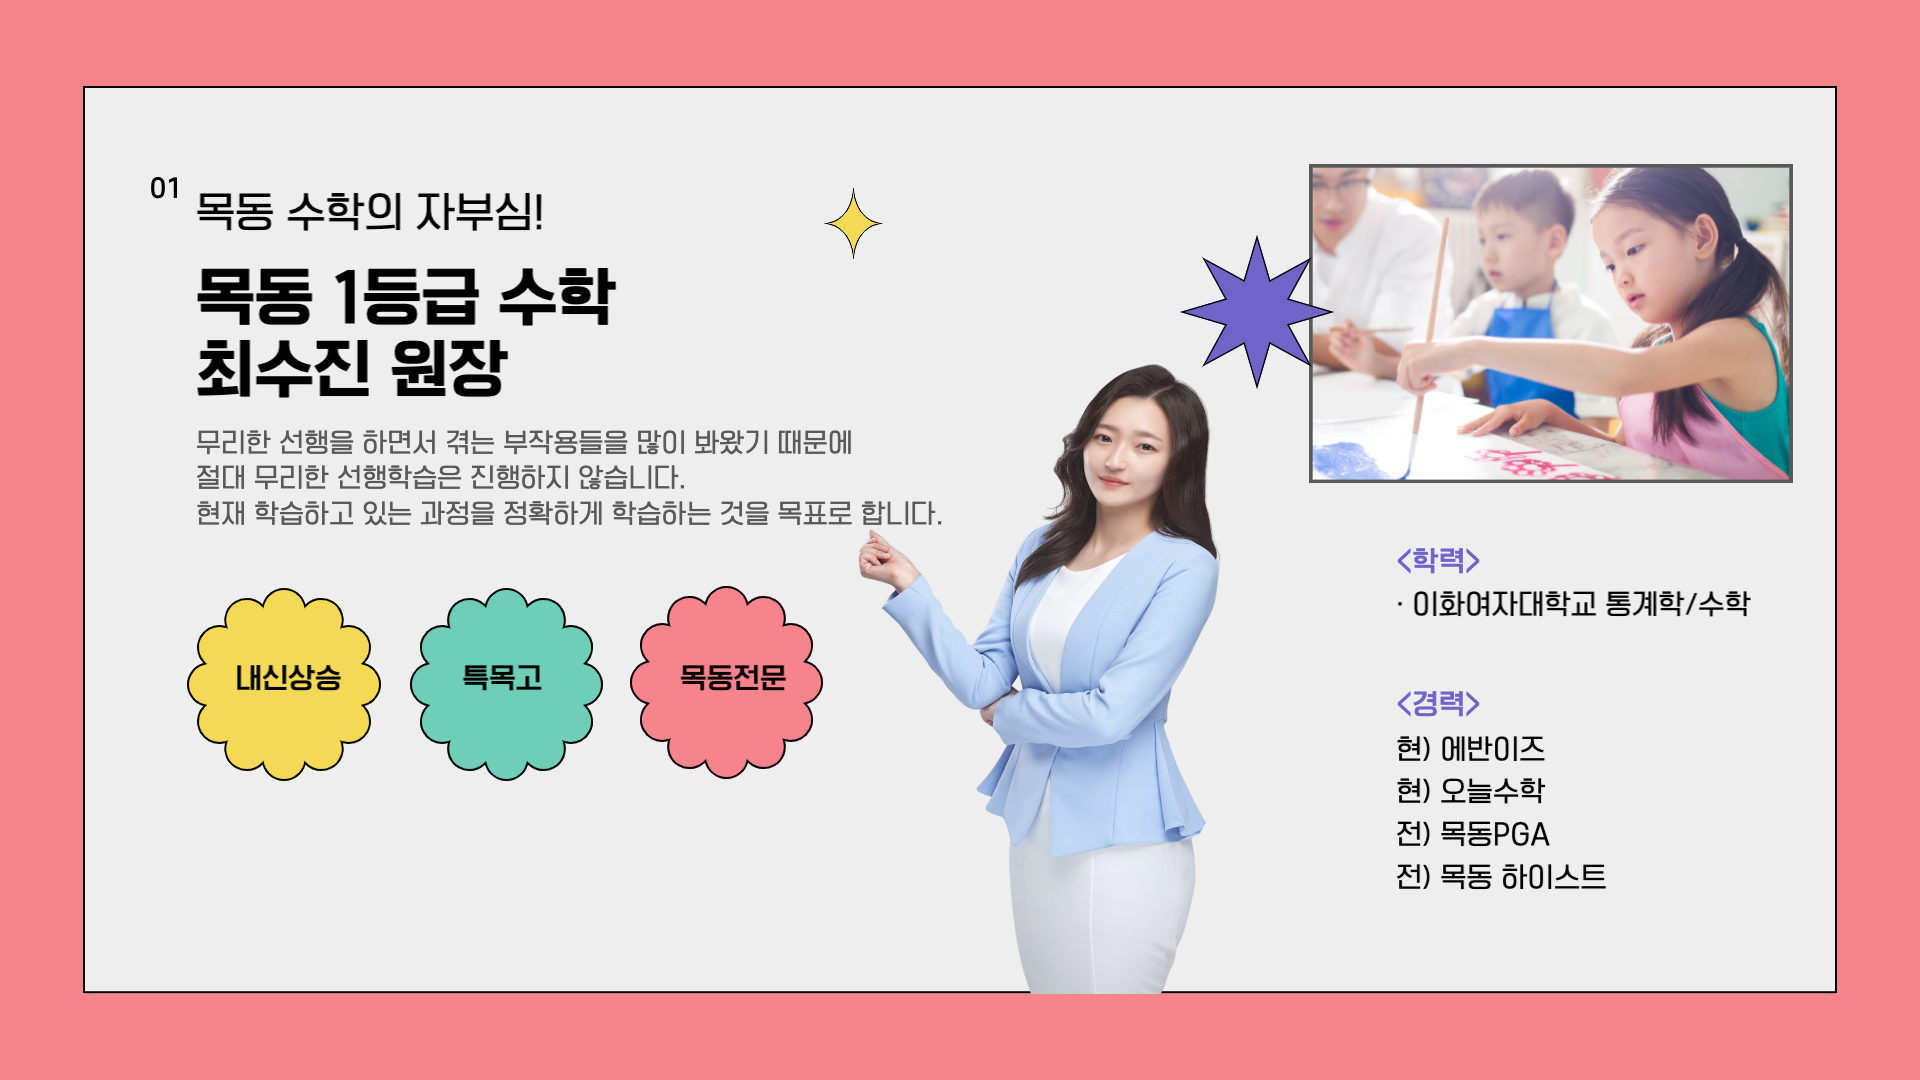 01
목동 수학의 자부심!
목동 1등급 수학
최수진 원장
무리한 선행을 하면서 겪는 부작용들을 많이 봐왔기 때문에
절대 무리한 선행학습은 진행하지 않습니다.
현재 학습하고 있는 과정을 정확하게 학습하는 것을 목표로 합니다.
내신상승
특목고
목동전문
<학력>
· 이화여자대학교 통계학/수학
<경력>
현) 에반이즈
현) 오늘수학
전) 목동PGA
전) 목동 하이스트